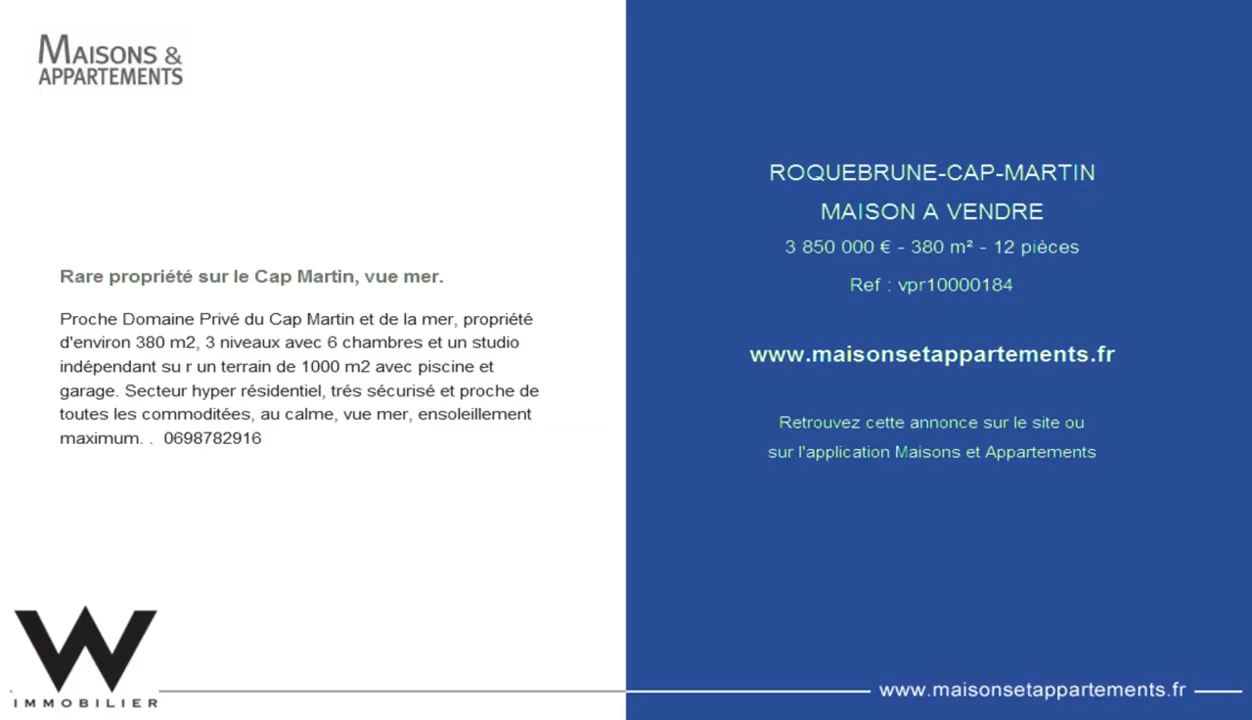 MAISONS &
APPARTEMENTS
Rare propriété sur le Cap Martin, vue mer.
Proche Domaine Privé du Cap Martin et de la mer, propriété
d'environ 380 m2, 3 niveaux avec 6 chambres et un studio
indépendant su r un terrain de 1000 m2 avec piscine et
garage. Secteur hyper résidentiel, trés sécurisé et proche de
toutes les commoditées, au calme, vue mer, ensoleillement
maximum. .  0698782916
W
IMMOBILIER
ROQUEBRUNE-CAP-MARTIN
MAISON A VENDRE
3 850 000 € - 380 m² - 12 pièces
Ref : vpr10000184
www.maisonsetappartements.fr
Retrouvez cette annonce sur le site ou
sur l'application Maisons et Appartements
www.maisonsetappartements.fr